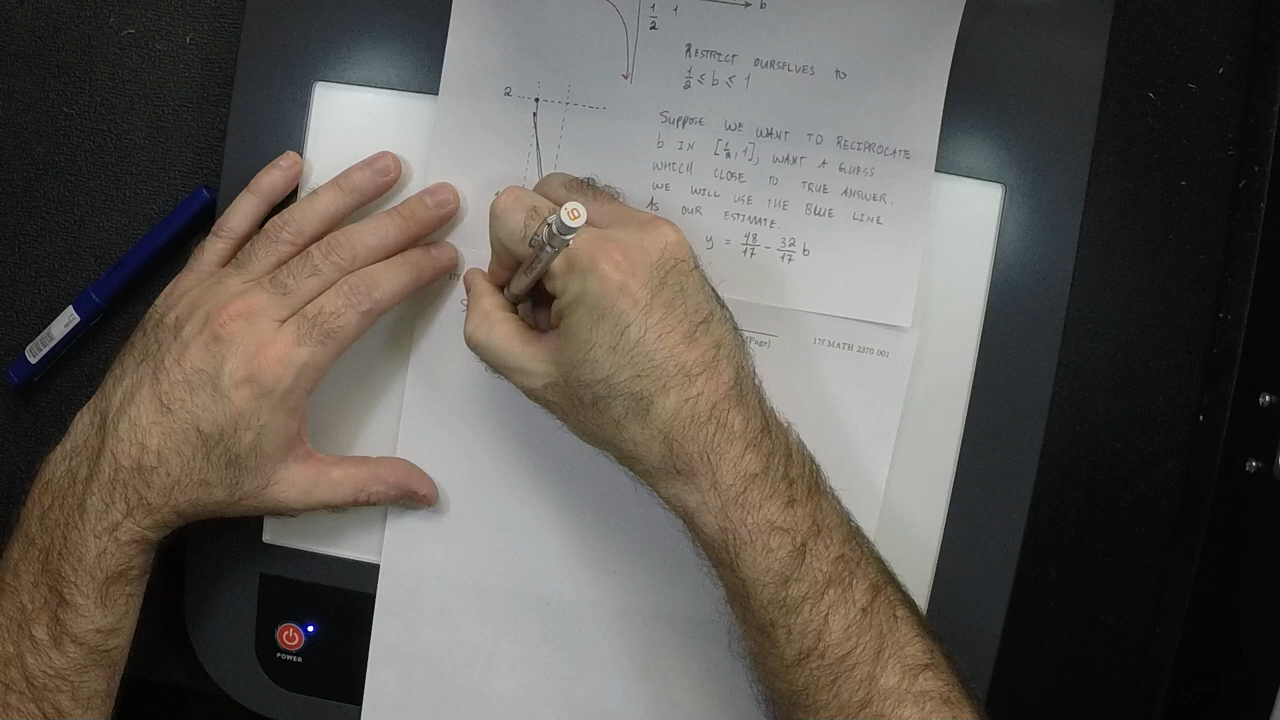 1/2 1 b
RESTRICT OURSELVES TO
1/2 ≤ b ≤ 1
2
SUPPOSE WE WANT TO RECIPROCATE
b IN [1/2, 1], WANT A GUESS
WHICH CLOSE TO TRUE ANSWER.
WE WILL USE THE BLUE LINE
AS OUR ESTIMATE.
y = 48/17 - 32/17 b
(Page) 17f MATH 2370 001
S
.9
POWER